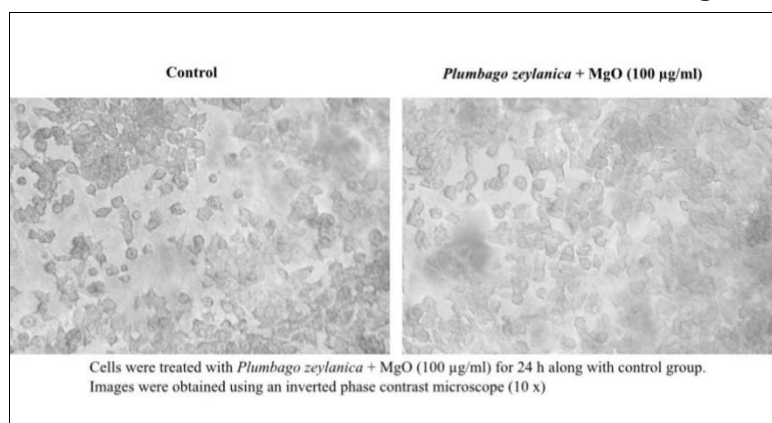 Control
Plumbago zeylanica + MgO (100 µg/ml)
Cells were treated with Plumbago zeylanica + MgO (100 µg/ml) for 24 h along with control group.
Images were obtained using an inverted phase contrast microscope (10 x)